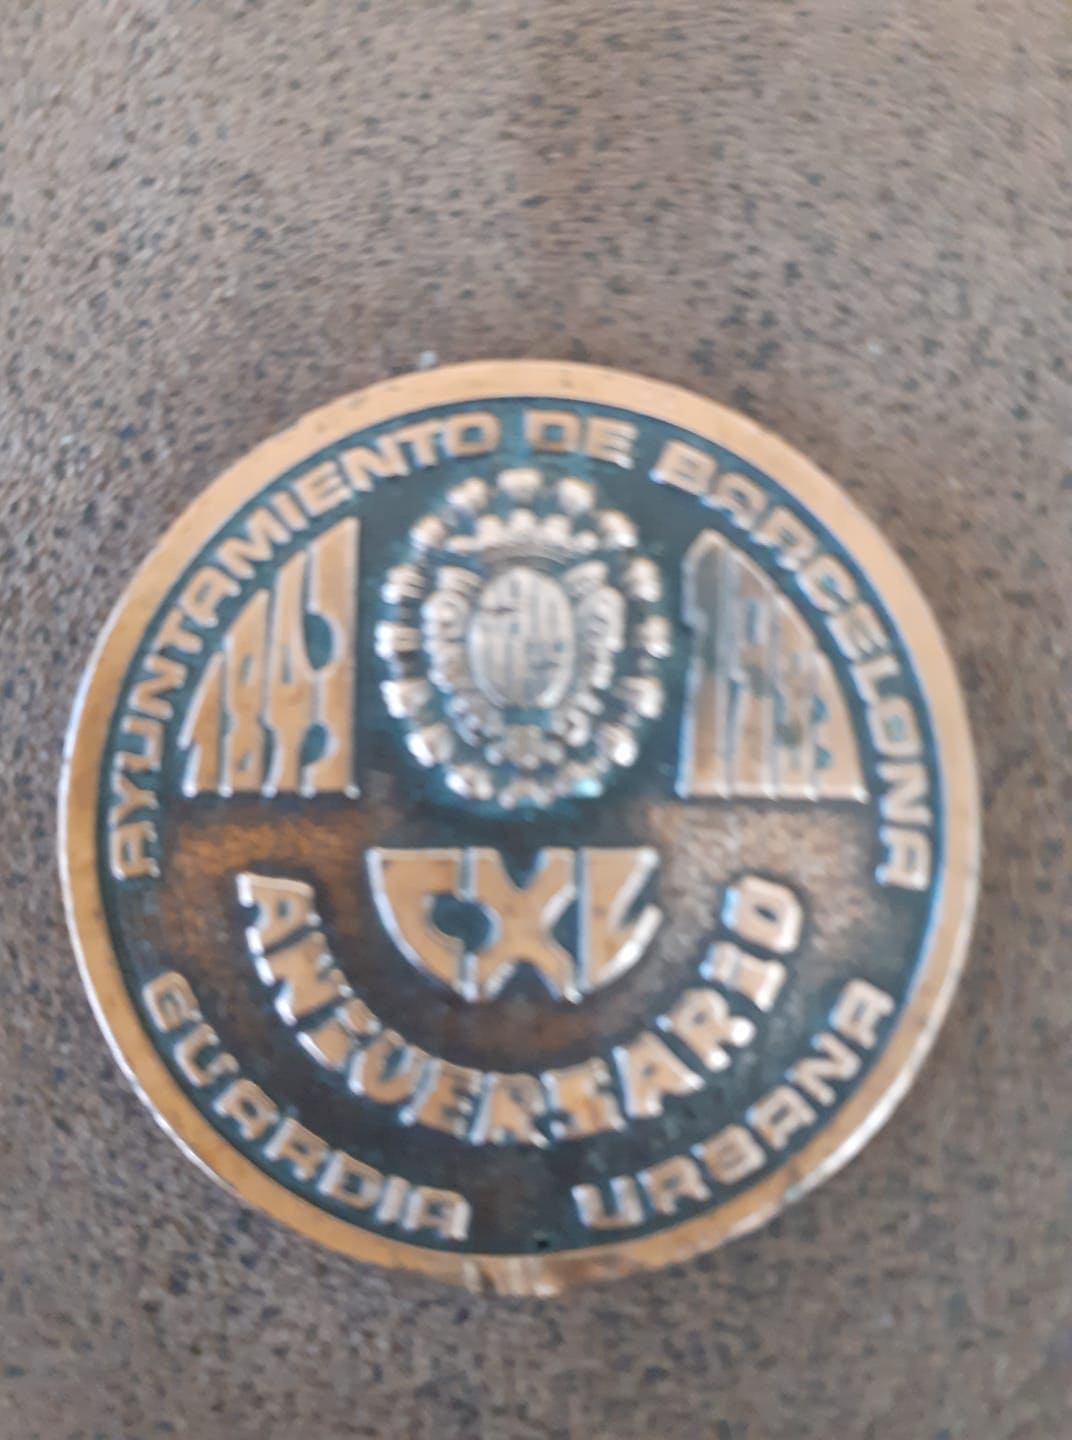 AYUNTAMIENTO DE BARCELONA
1843
1983
CXL
ANIVERSARIO
GUARDIA URBANA